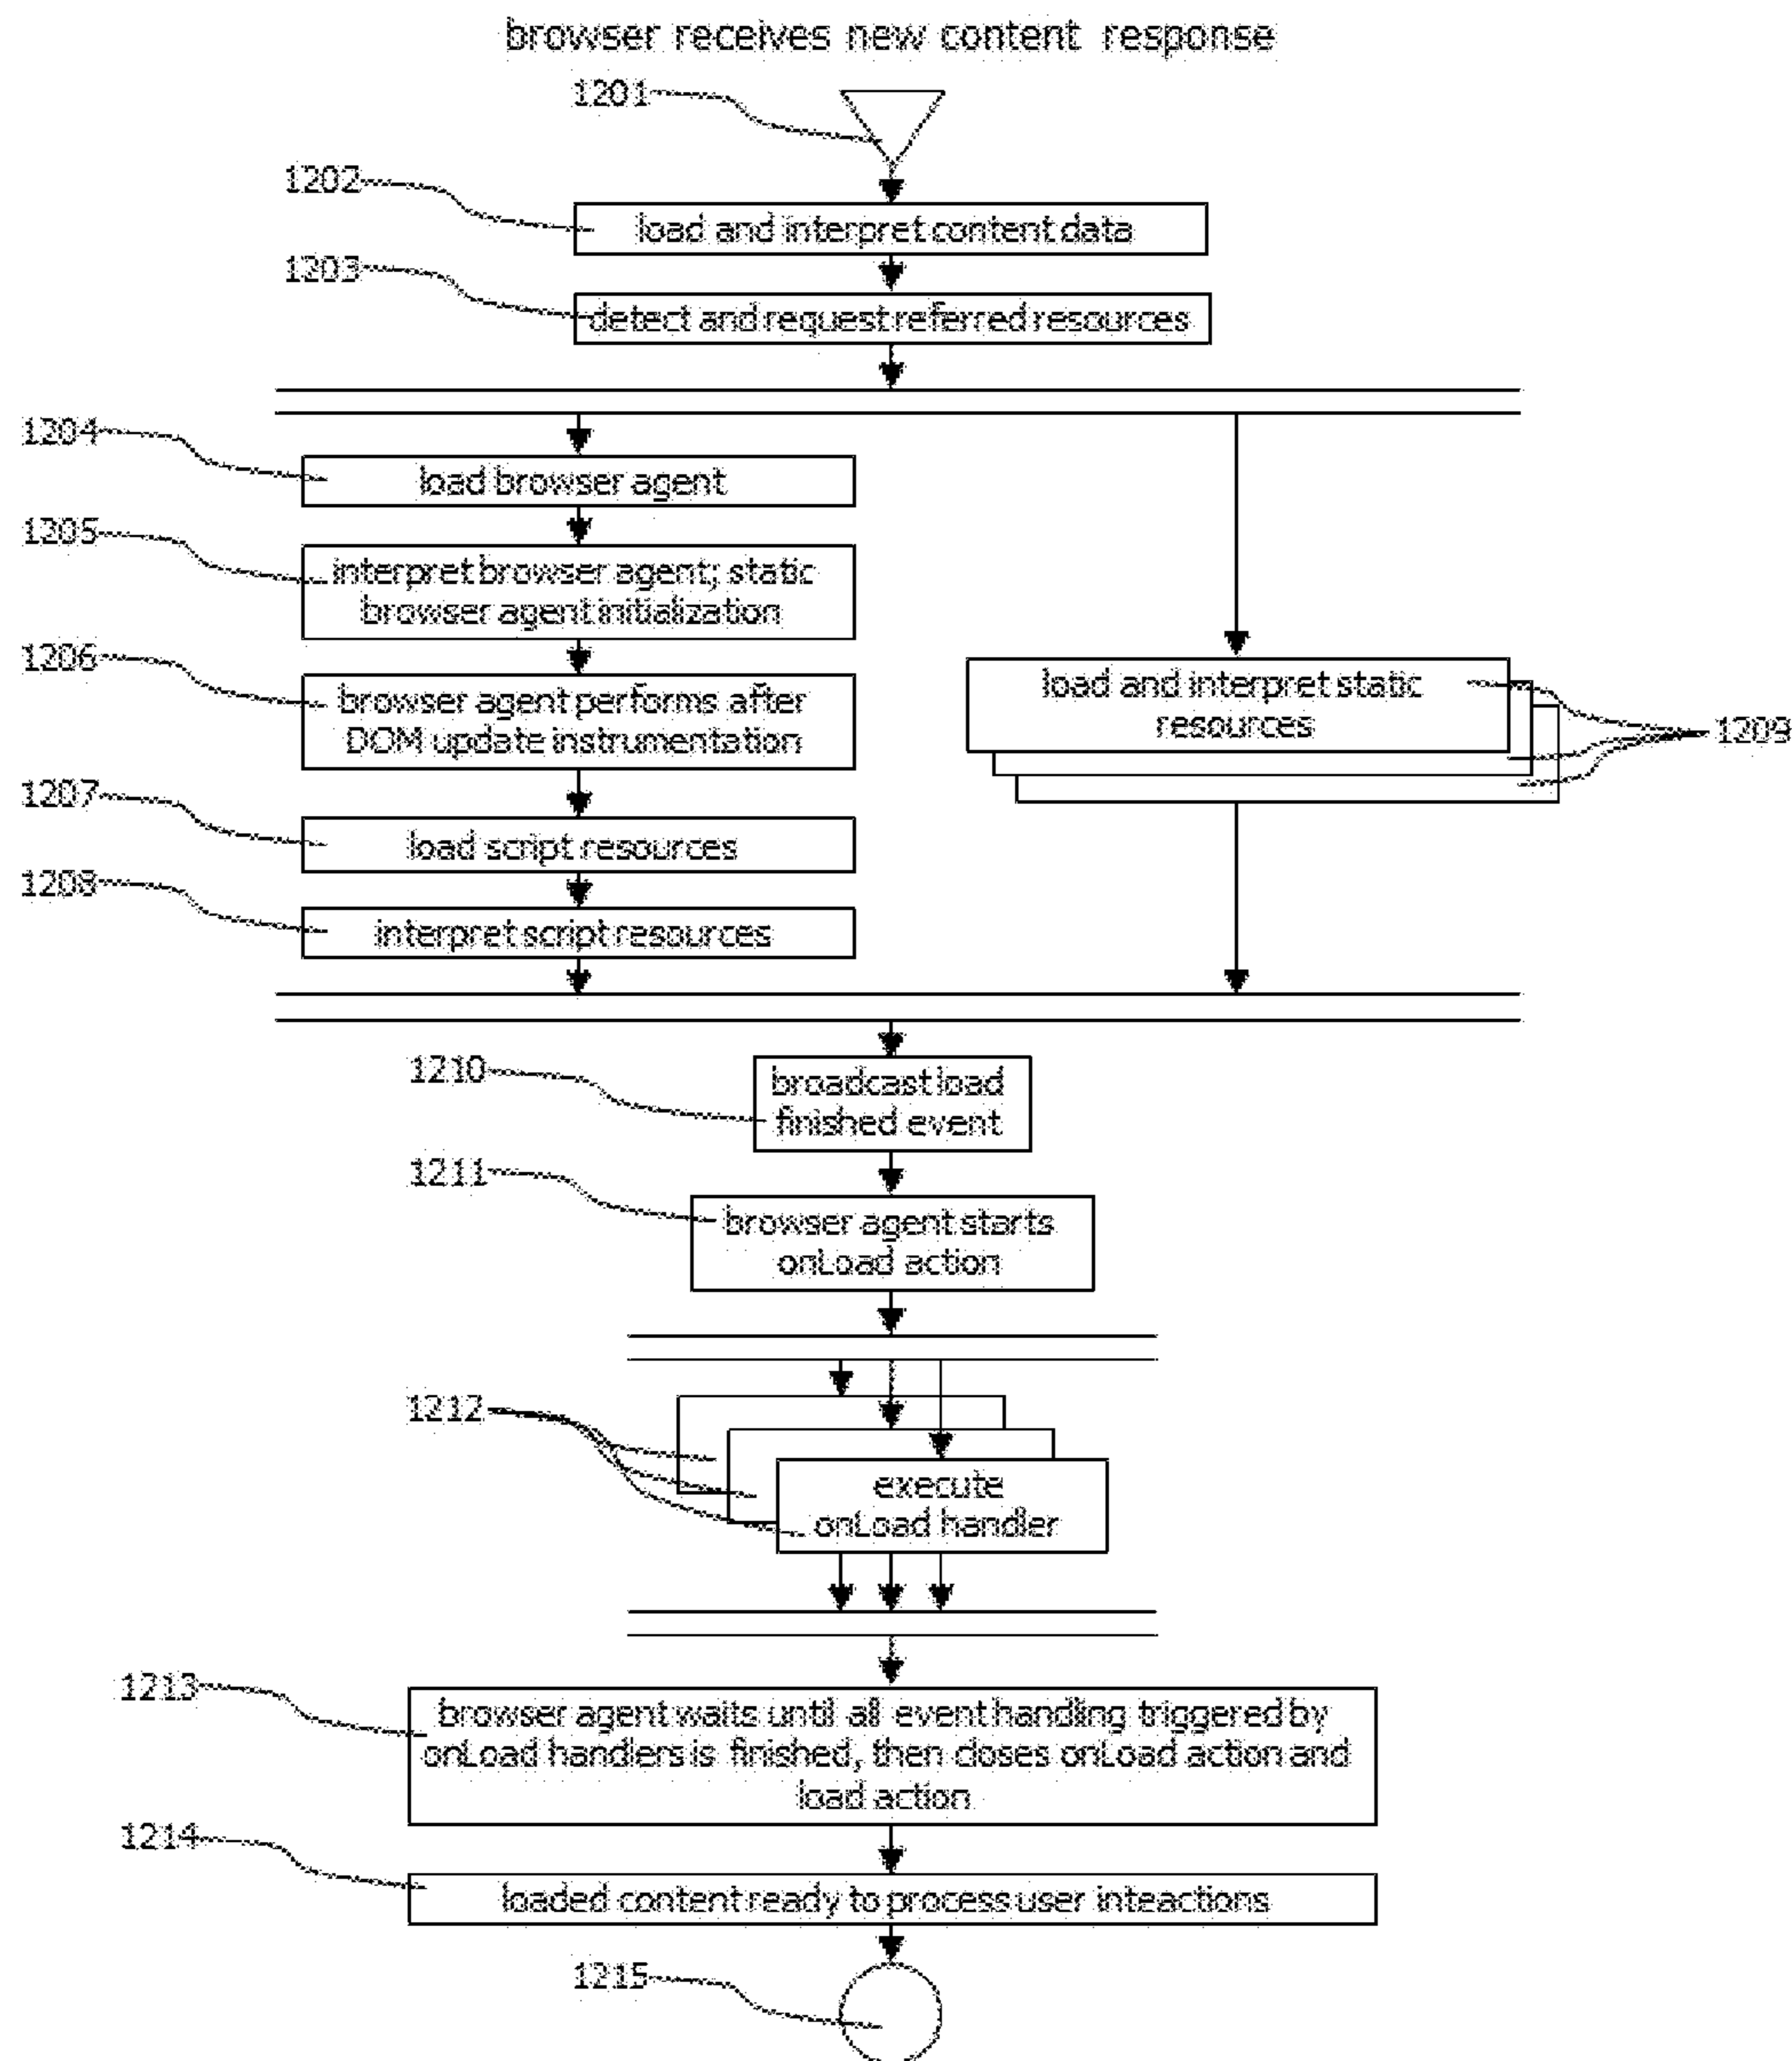 browser receives new content response
1201
1202
load and interpret content data
1203
detect and request referred resources
1204
load browser agent
1205
interpret browser agent; static
browser agent initialization
1206
browser agent performs after
DOM update instrumentation
load and interpret static
resources
1209
1207
load script resources
1208
interpret script resources
1210
broadcast load
finished event
1211
browser agent starts
onLoad action
1212
execute
onLoad handler
1213
browser agent waits until all event handling triggered by
onLoad handlers is finished, then closes onLoad action and
load action
1214
loaded content ready to process user inteactions
1215